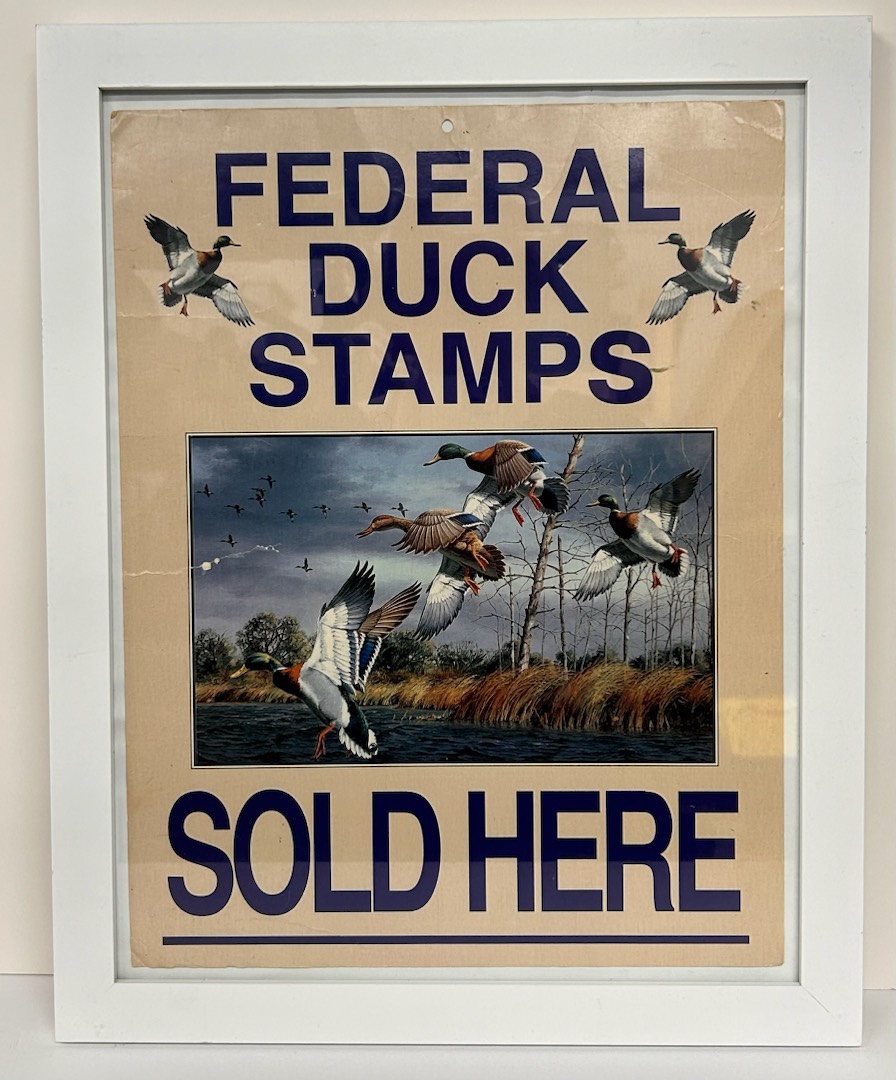 FEDERAL
DUCK
STAMPS
SOLD HERE